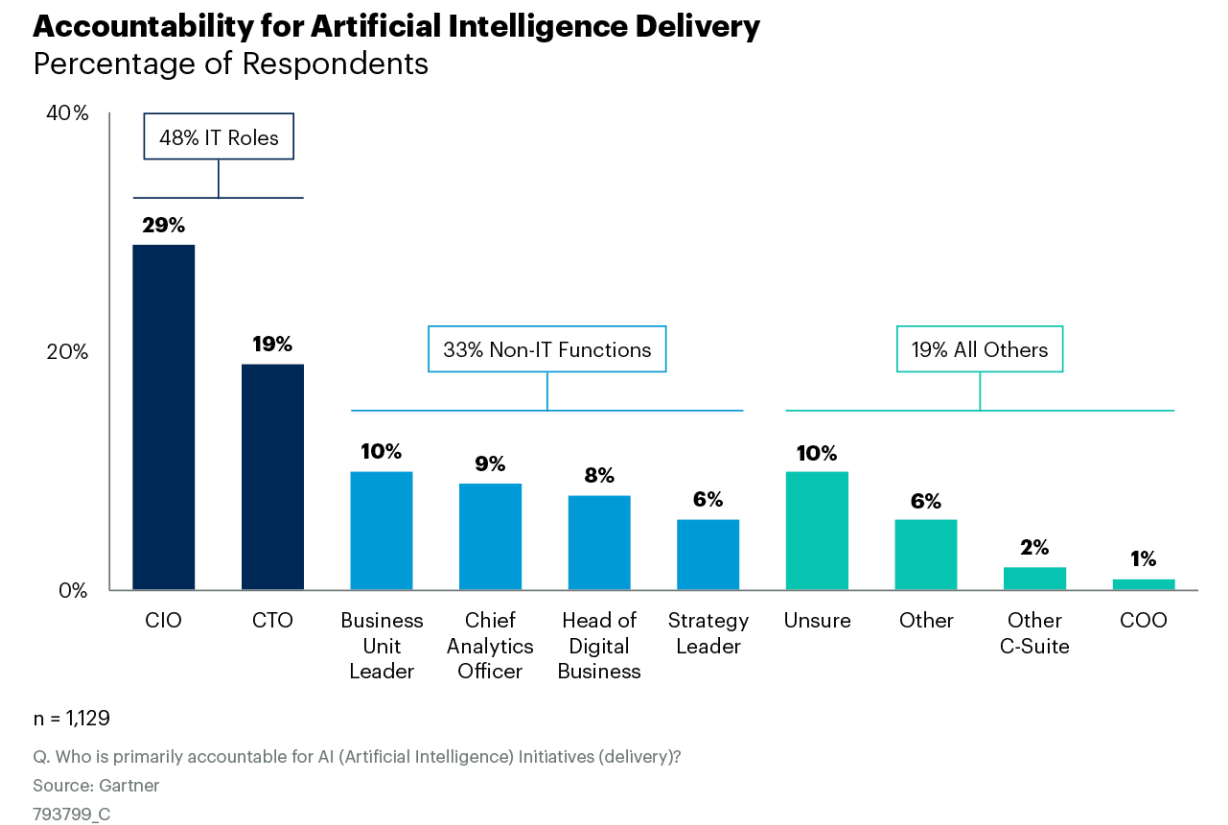 Accountability for Artificial Intelligence Delivery
Percentage of Respondents
40%
48% IT Roles
29%
19%
20%
33% Non-IT Functions
19% All Others
10%
9%
8%
6%
10%
6%
2%
1%
0%
CIO
CTO
Business
Unit
Leader
Chief
Analytics
Officer
Head of
Digital
Business
Strategy
Leader
Unsure
Other
Other
C-Suite
COO
n = 1,129
Q. Who is primarily accountable for AI (Artificial Intelligence) Initiatives (delivery)?
Source: Gartner
793799_C